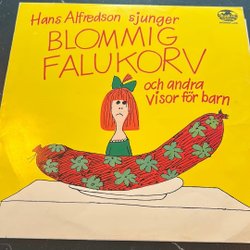 Hans Alfredson sjunger
BLOMMIG
FALUKORV
och andra
visor för barn